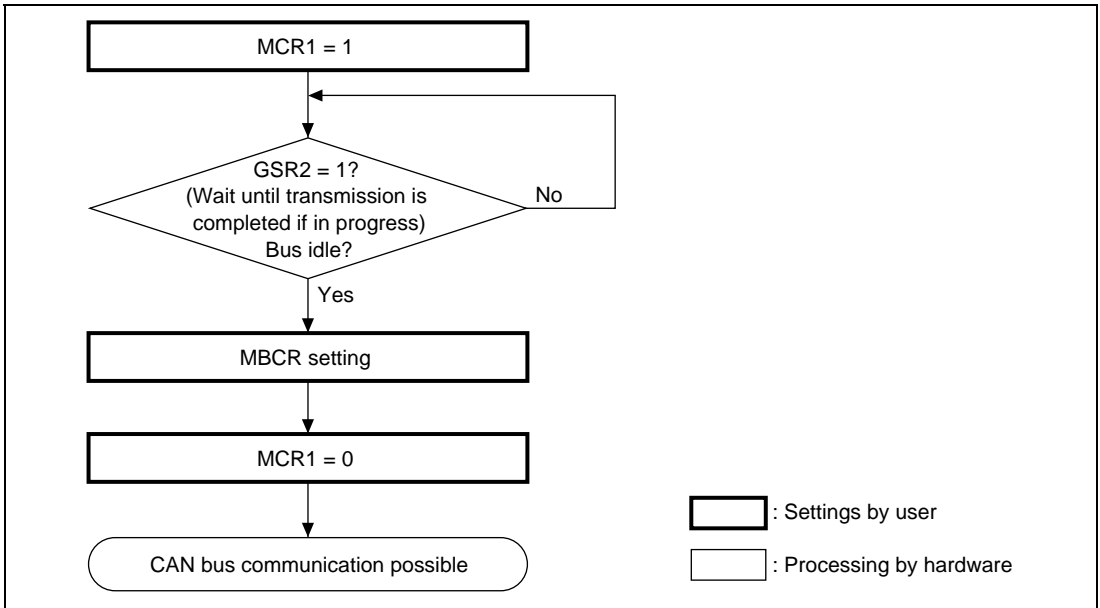 MCR1 = 1
GSR2 = 1?
(Wait until transmission is
completed if in progress)
Bus idle?
No
Yes
MBCR setting
MCR1 = 0
CAN bus communication possible
: Settings by user
: Processing by hardware